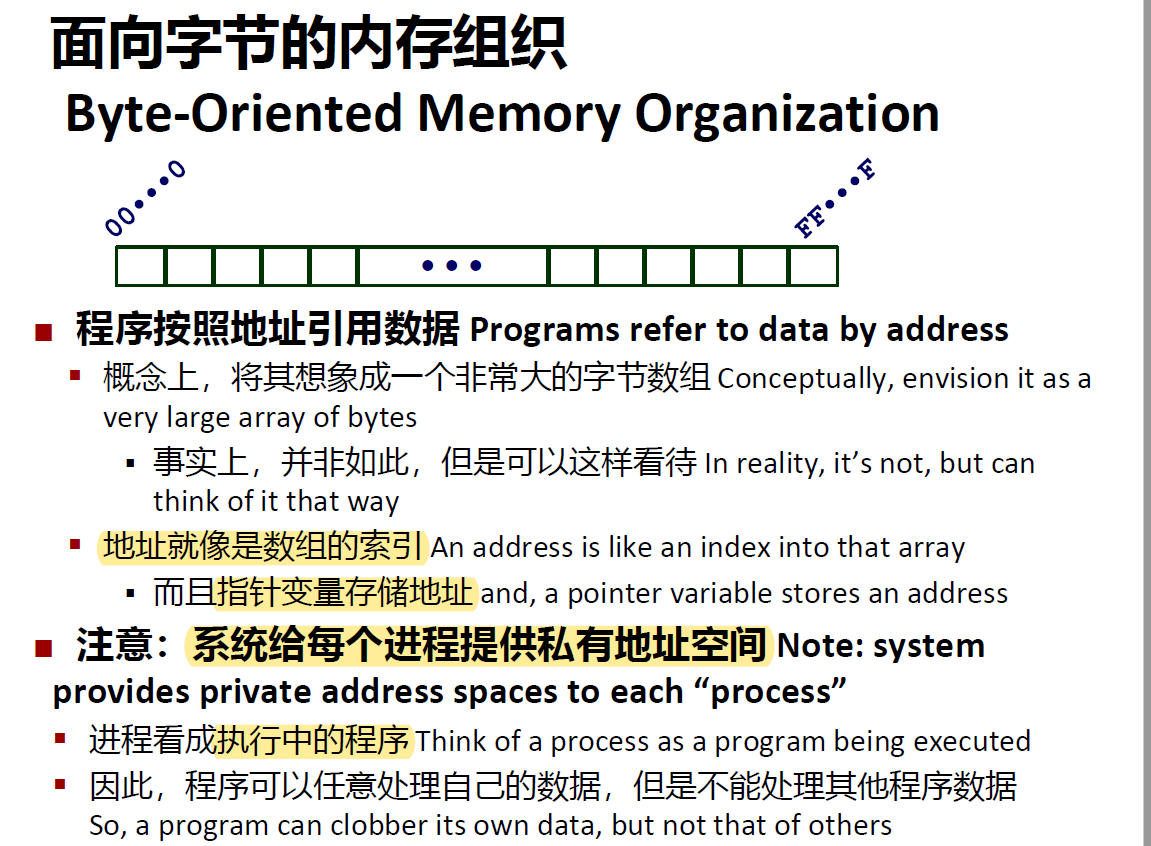 面向字节的内存组织
Byte-Oriented Memory Organization
00•••0
FF•••F
•••
■ 程序按照地址引用数据 Programs refer to data by address
▪ 概念上，将其想象成一个非常大的字节数组 Conceptually, envision it as a
very large array of bytes
▪ 事实上，并非如此，但是可以这样看待 In reality, it’s not, but can
think of it that way
▪ 地址就像是数组的索引 An address is like an index into that array
▪ 而且指针变量存储地址 and, a pointer variable stores an address
■ 注意：系统给每个进程提供私有地址空间 Note: system
provides private address spaces to each “process”
▪ 进程看成执行中的程序 Think of a process as a program being executed
▪ 因此，程序可以任意处理自己的数据，但是不能处理其他程序数据
So, a program can clobber its own data, but not that of others